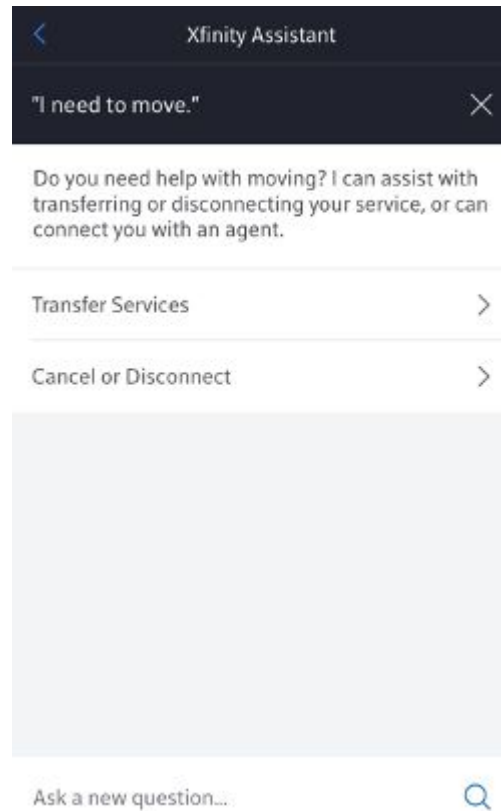 Xfinity Assistant
"I need to move."
Do you need help with moving? I can assist with
transferring or disconnecting your service, or can
connect you with an agent.
Transfer Services
Cancel or Disconnect
Ask a new question...